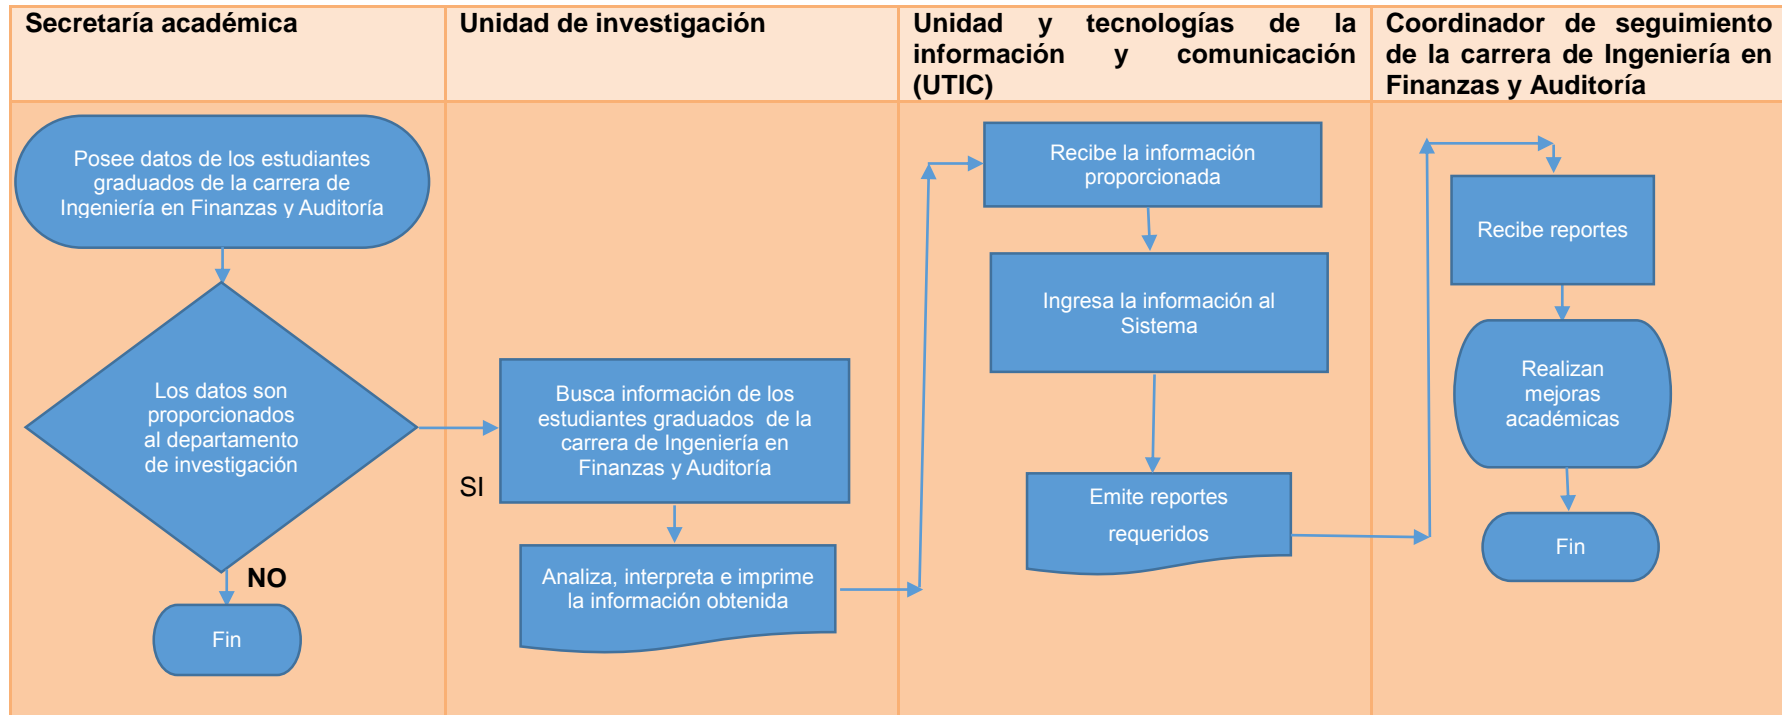 Secretaría académica
Unidad de investigación
Unidad y tecnologías de la
información y comunicación
(UTIC)
Coordinador de seguimiento
de la carrera de Ingeniería en
Finanzas y Auditoría
Posee datos de los estudiantes
graduados de la carrera de
Ingeniería en Finanzas y Auditoría
Los datos son
proporcionados
al departamento
de investigación
NO
Fin
SI
Busca información de los
estudiantes graduados de la
carrera de Ingeniería en
Finanzas y Auditoría
Analiza, interpreta e imprime
la información obtenida
Recibe la información
proporcionada
Ingresa la información al
Sistema
Emite reportes
requeridos
Recibe reportes
Realizan
mejoras
académicas
Fin